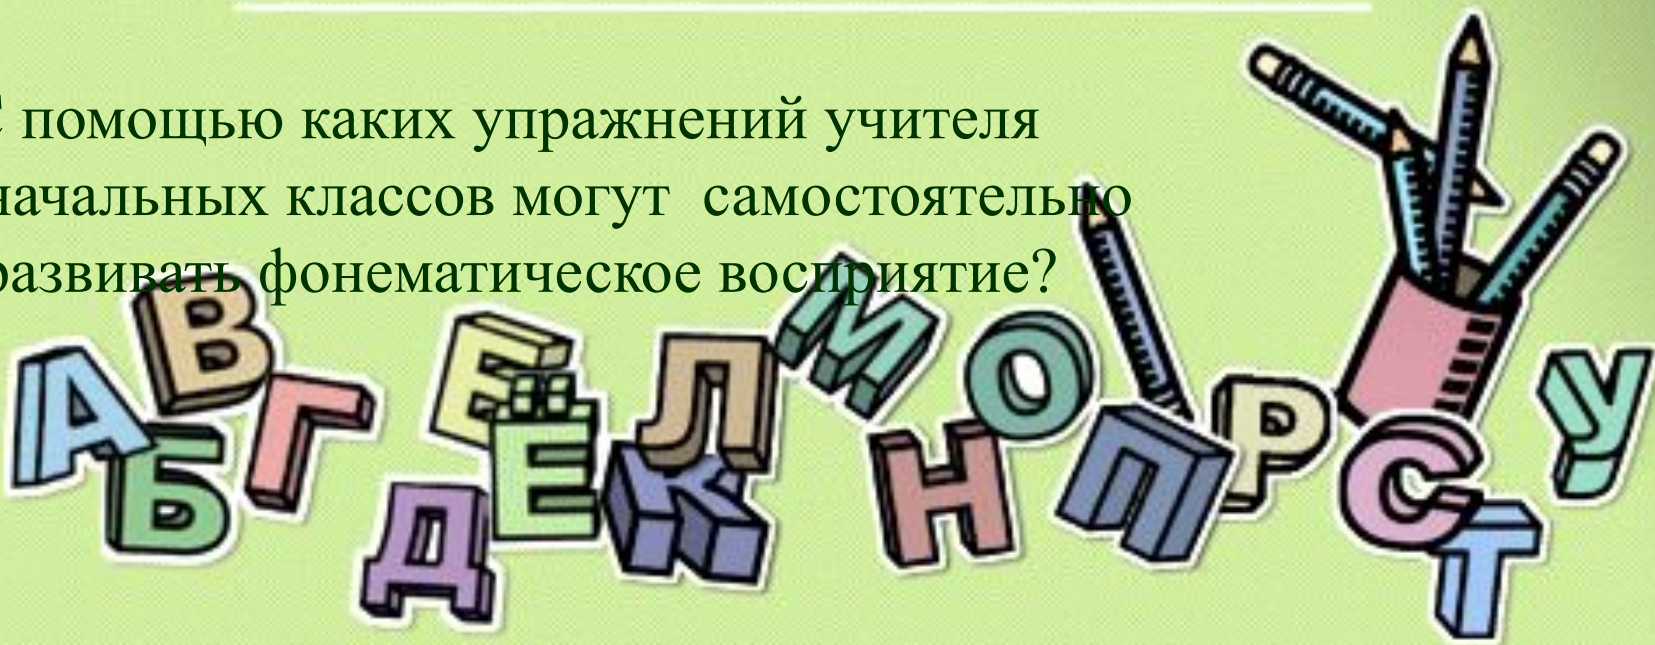 С помощью каких упражнений учителя
начальных классов могут самостоятельно
развивать фонематическое восприятие?
А В Г Е Л М О Р У
Б Д Ё К Н П С Т